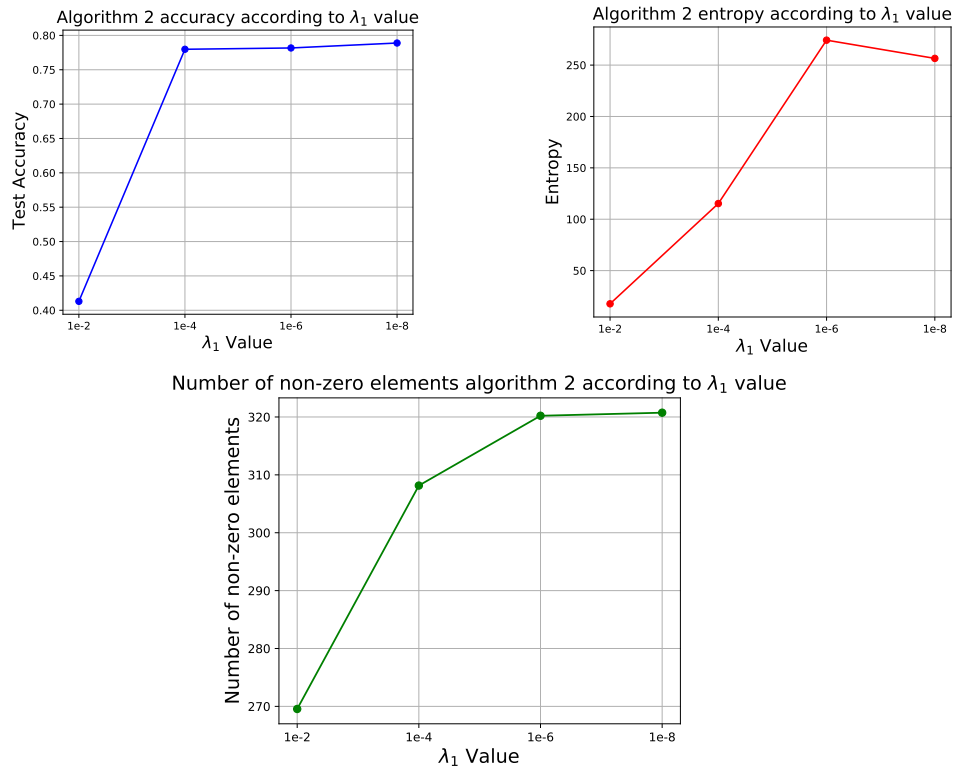 Algorithm 2 accuracy according to λ₁ value
0.80
0.75
0.70
0.65
0.60
0.55
0.50
0.45
0.40
Test Accuracy
1e-2 1e-4 1e-6 1e-8
λ₁ Value
Algorithm 2 entropy according to λ₁ value
250
200
150
100
50
Entropy
1e-2 1e-4 1e-6 1e-8
λ₁ Value
Number of non-zero elements algorithm 2 according to λ₁ value
320
310
300
290
280
270
Number of non-zero elements
1e-2 1e-4 1e-6 1e-8
λ₁ Value